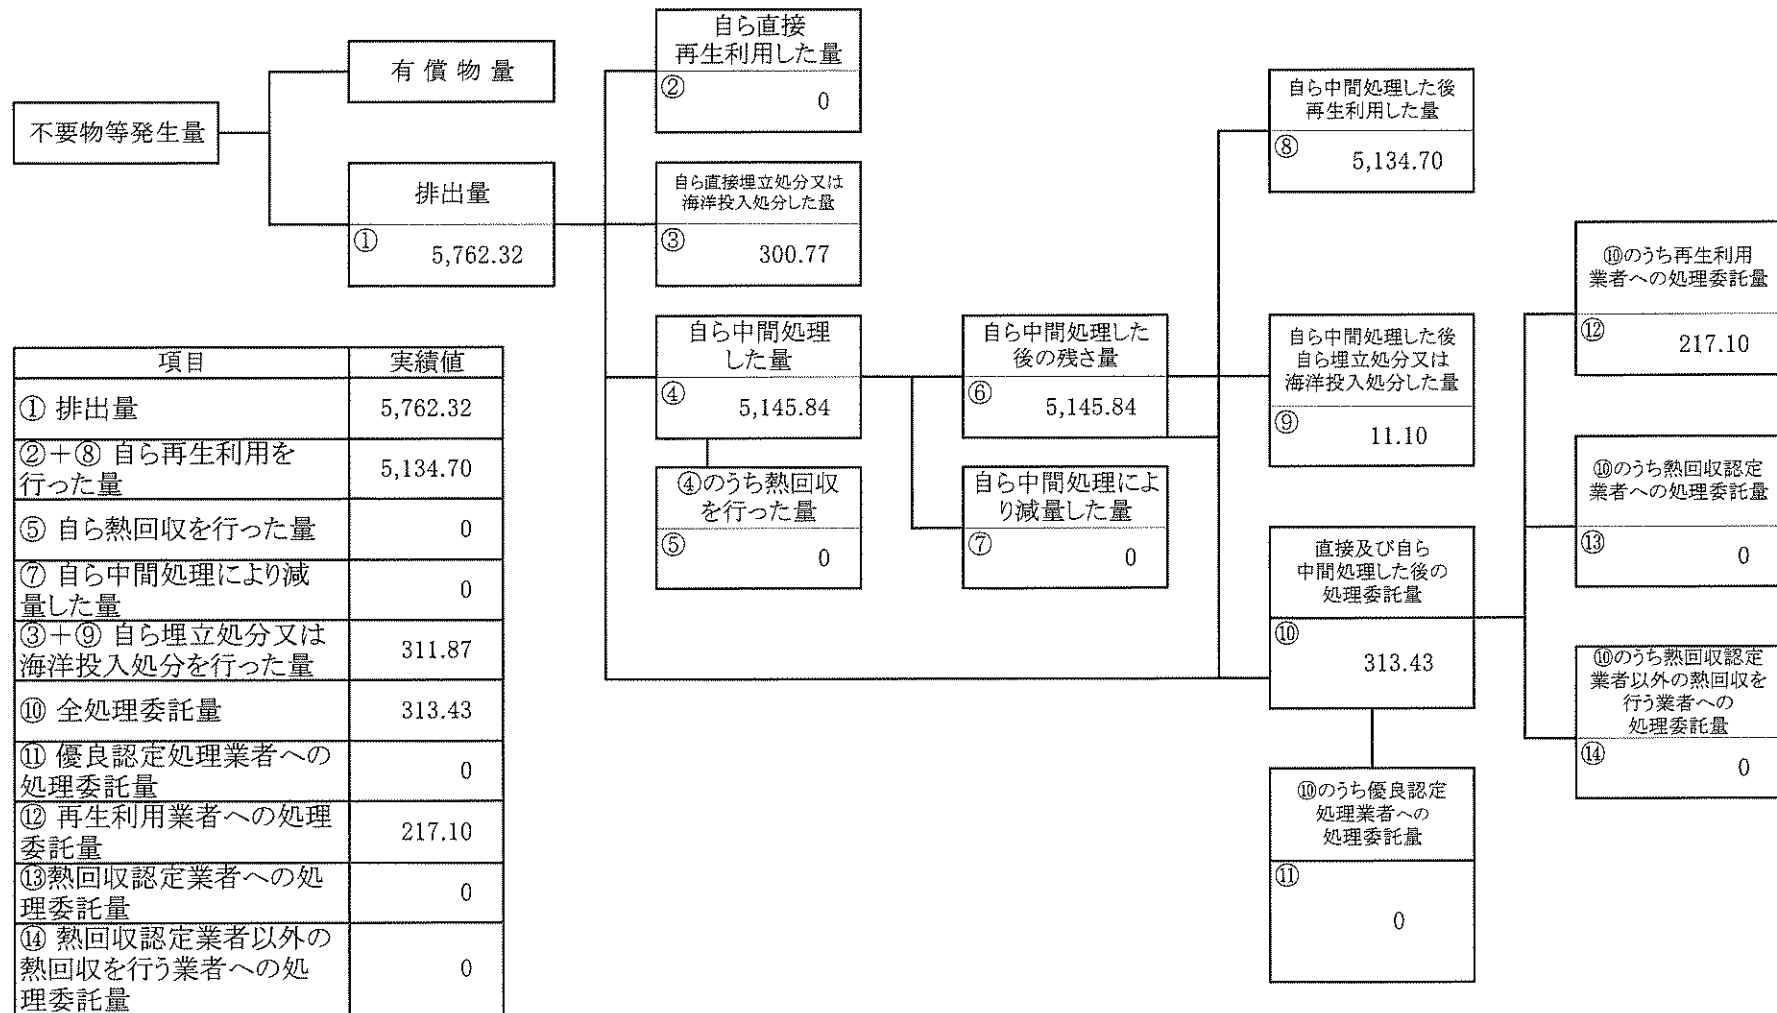 不要物等発生量
有償物量
排出量
①
5,762.32
自ら直接
再生利用した量
②
0
自ら直接埋立処分又は
海洋投入処分した量
③
300.77
自ら中間処理
した量
④
5,145.84
④のうち熱回収
を行った量
⑤
0
自ら中間処理した
後の残さ量
⑥
5,145.84
自ら中間処理によ
り減量した量
⑦
0
自ら中間処理した後
再生利用した量
⑧
5,134.70
自ら中間処理した後
自ら埋立処分又は
海洋投入処分した量
⑨
11.10
直接及び自ら
中間処理した後の
処理委託量
⑩
313.43
⑩のうち優良認定
処理業者への
処理委託量
⑪
0
⑩のうち再生利用
業者への処理委託量
⑫
217.10
⑩のうち熱回収認定
業者への処理委託量
⑬
0
⑩のうち熱回収認定
業者以外の熱回収を
行う業者への
処理委託量
⑭
0
項目 実績値
① 排出量 5,762.32
②+⑧ 自ら再生利用を
行った量 5,134.70
⑤ 自ら熱回収を行った量 0
⑦ 自ら中間処理により減
量した量 0
③+⑨ 自ら埋立処分又は
海洋投入処分を行った量 311.87
⑩ 全処理委託量 313.43
⑪ 優良認定処理業者への
処理委託量 0
⑫ 再生利用業者への処理
委託量 217.10
⑬熱回収認定業者への処
理委託量 0
⑭ 熱回収認定業者以外の
熱回収を行う業者への処
理委託量 0